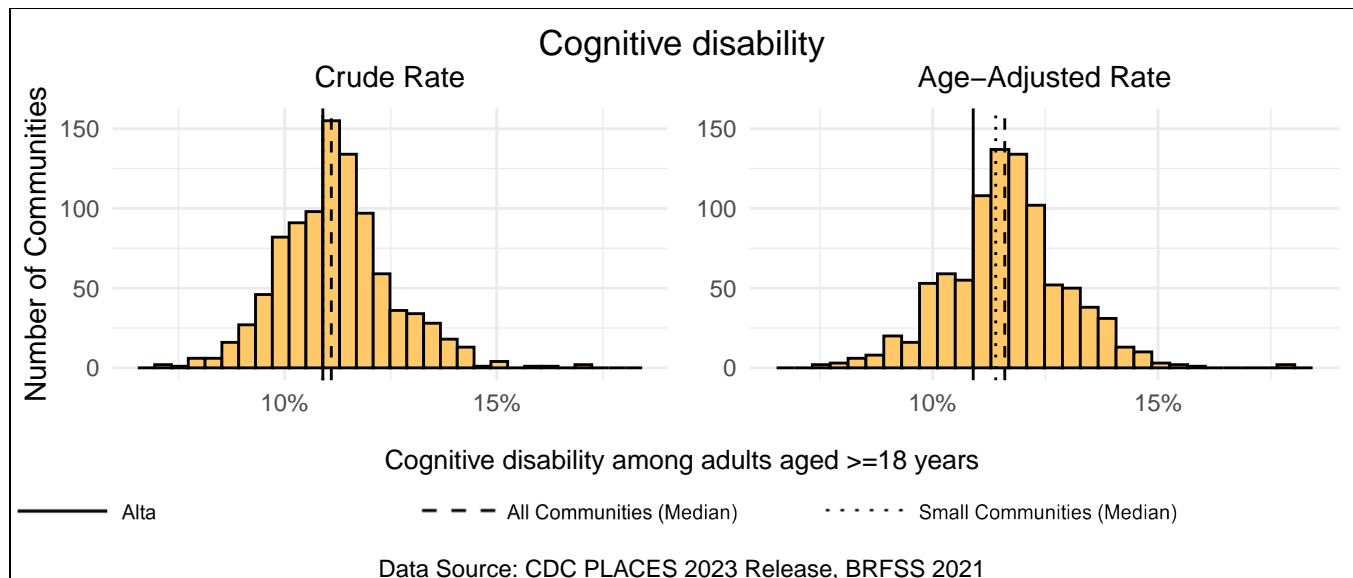 Cognitive disability
Crude Rate
Age−Adjusted Rate
Number of Communities
150
100
50
0
10%
15%
150
100
50
0
10%
15%
Cognitive disability among adults aged >=18 years
Alta
All Communities (Median)
Small Communities (Median)
Data Source: CDC PLACES 2023 Release, BRFSS 2021